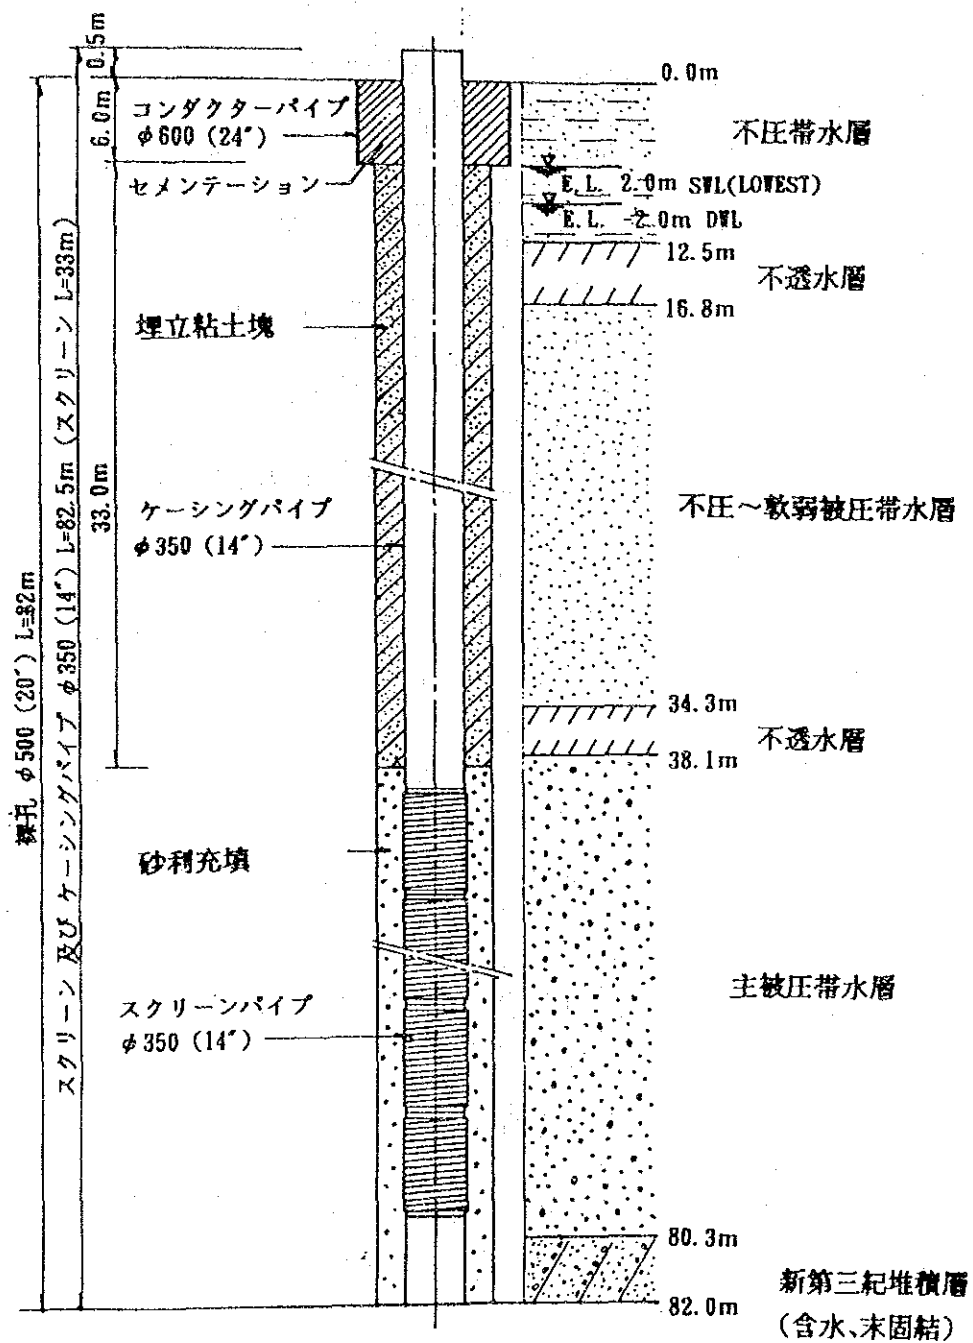 0.5m
6.0m
33.0m
裸孔 φ500 (20″) L=82m
スクリーン 及び ケーシングパイプ φ350 (14″) L=82.5m (スクリーン L=33m)
コンダクターパイプ
φ600 (24″)
セメンテーション
埋立粘土塊
ケーシングパイプ
φ350 (14″)
砂利充填
スクリーンパイプ
φ350 (14″)
0.0m
不圧帯水層
E.L. 2.0m SWL(LOWEST)
E.L. -2.0m DWL
12.5m
不透水層
16.8m
不圧～軟弱被圧帯水層
34.3m
不透水層
38.1m
主被圧帯水層
80.3m
新第三紀堆積層
82.0m
(含水、末固結)